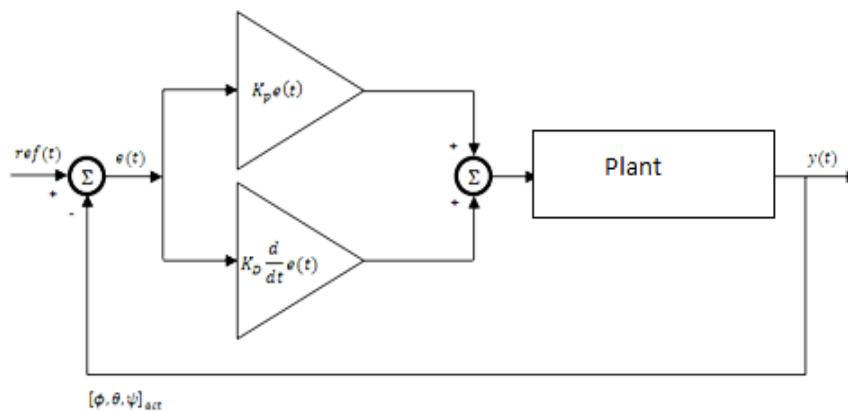 K_p e(t)
ref(t)
e(t)
Σ
+
-
+
+
Σ
Plant
y(t)
K_D d/dt e(t)
[ϕ,θ,ψ]_act